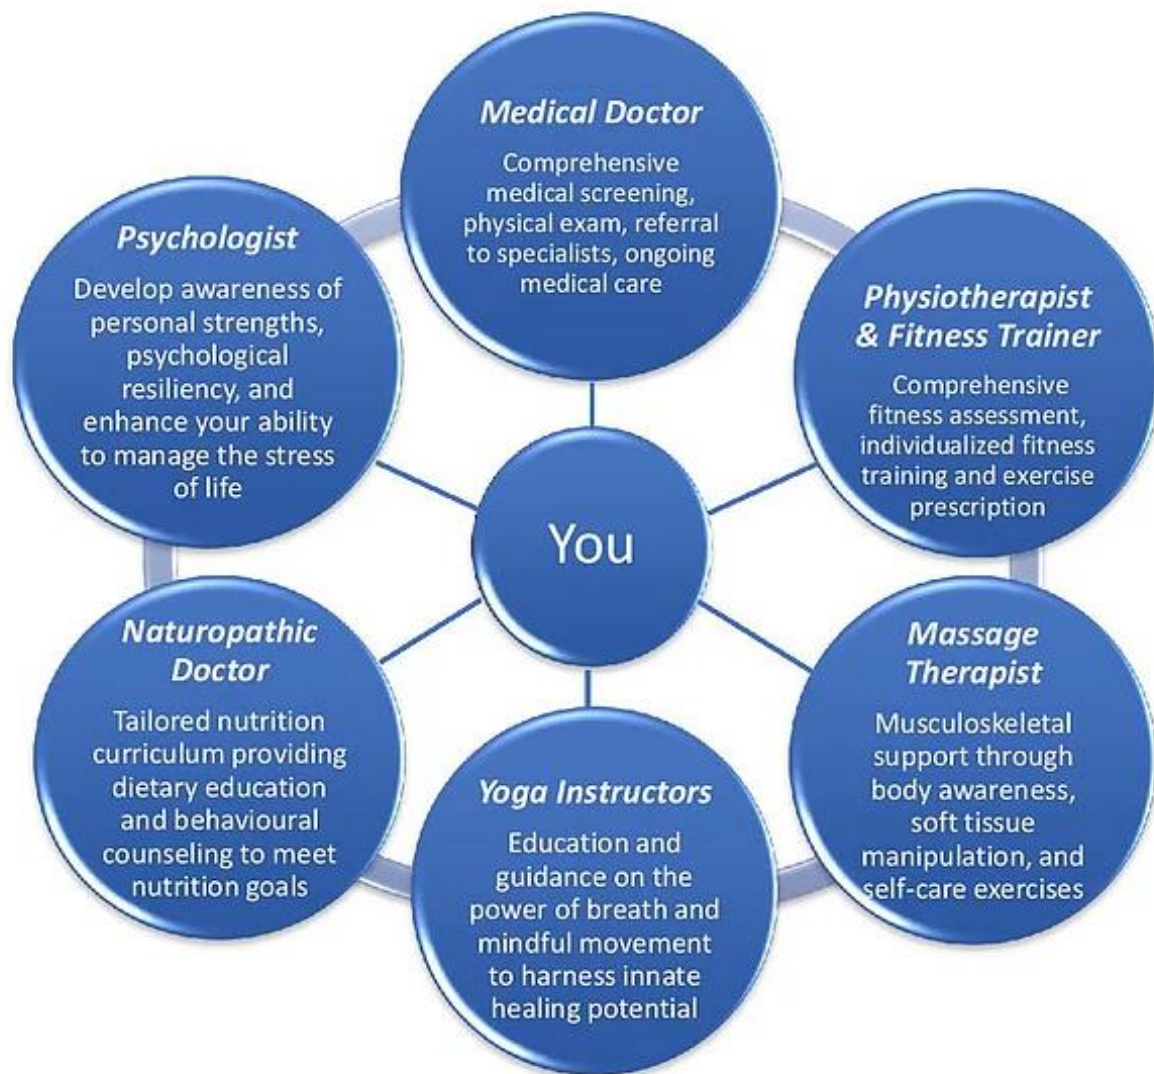 Medical Doctor
Comprehensive
medical screening,
physical exam, referral
to specialists, ongoing
medical care
Psychologist
Develop awareness of
personal strengths,
psychological
resiliency, and
enhance your ability
to manage the stress
of life
Physiotherapist
& Fitness Trainer
Comprehensive
fitness assessment,
individualized fitness
training and exercise
prescription
You
Naturopathic
Doctor
Tailored nutrition
curriculum providing
dietary education
and behavioural
counseling to meet
nutrition goals
Massage
Therapist
Musculoskeletal
support through
body awareness,
soft tissue
manipulation, and
self-care exercises
Yoga Instructors
Education and
guidance on the
power of breath and
mindful movement
to harness innate
healing potential